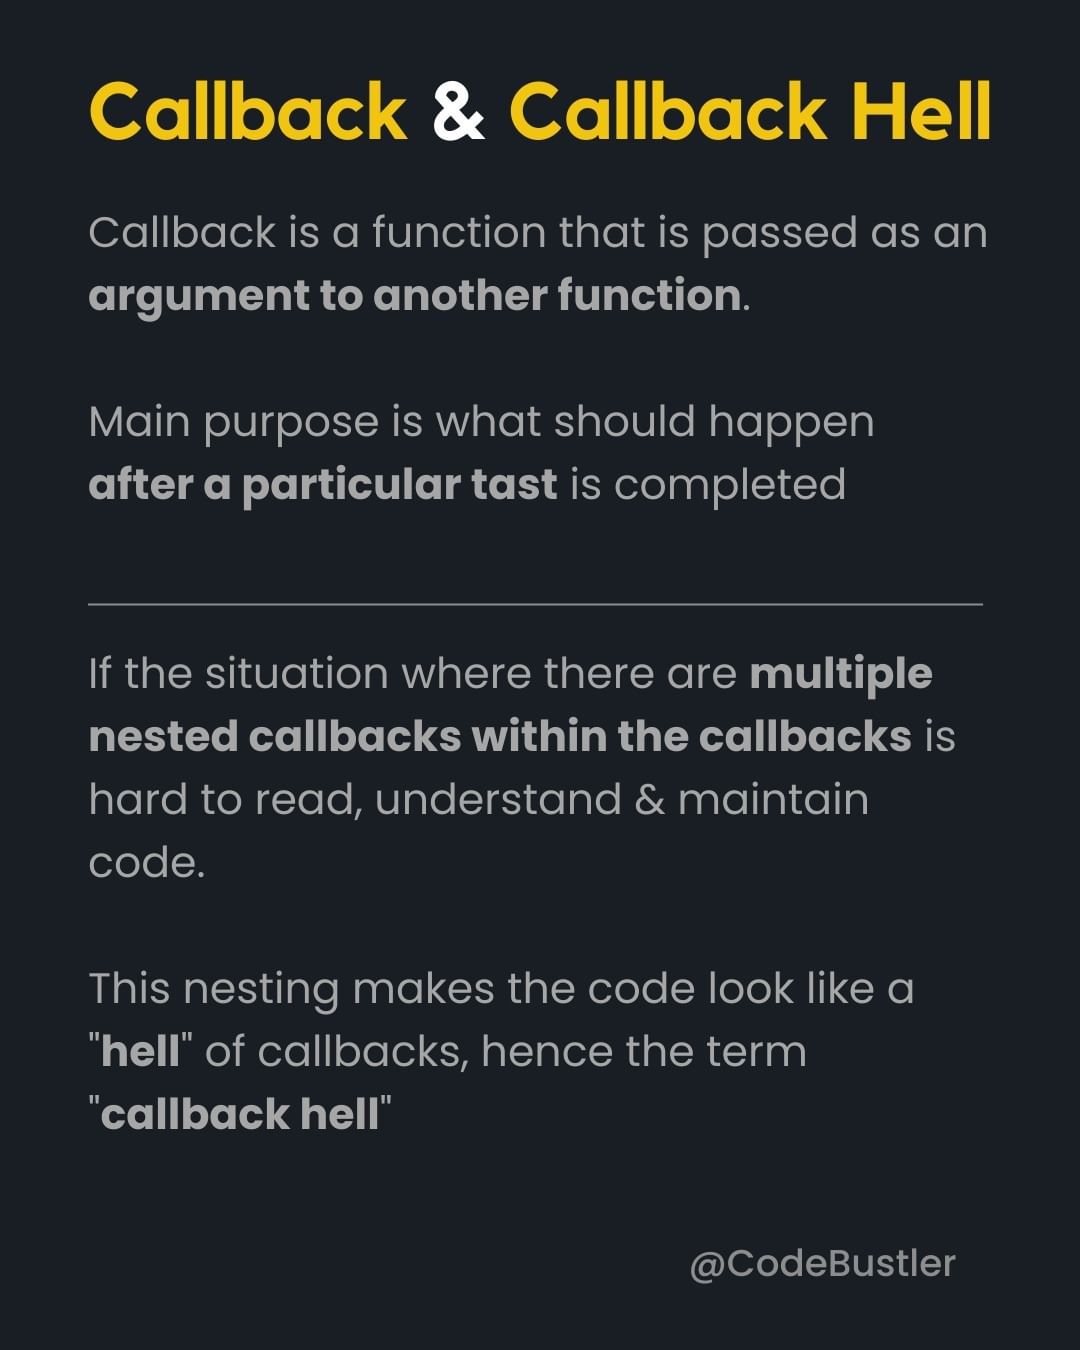 Callback & Callback Hell
Callback is a function that is passed as an
argument to another function.
Main purpose is what should happen
after a particular tast is completed
If the situation where there are multiple
nested callbacks within the callbacks is
hard to read, understand & maintain
code.
This nesting makes the code look like a
"hell" of callbacks, hence the term
"callback hell"
@CodeBustler